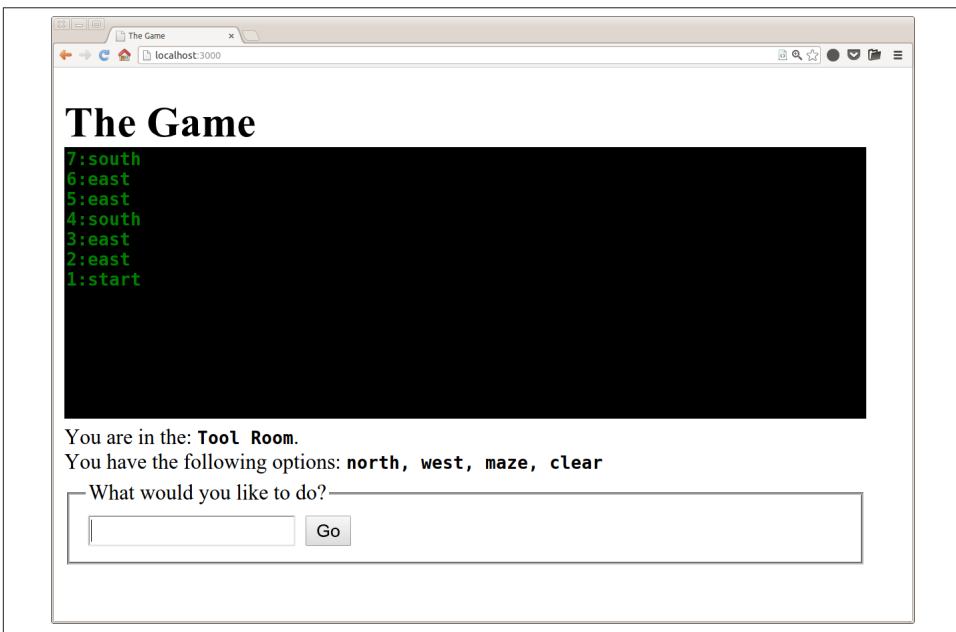 The Game
localhost:3000
The Game
7:south
6:east
5:east
4:south
3:east
2:east
1:start
You are in the: Tool Room.
You have the following options: north, west, maze, clear
What would you like to do?
Go